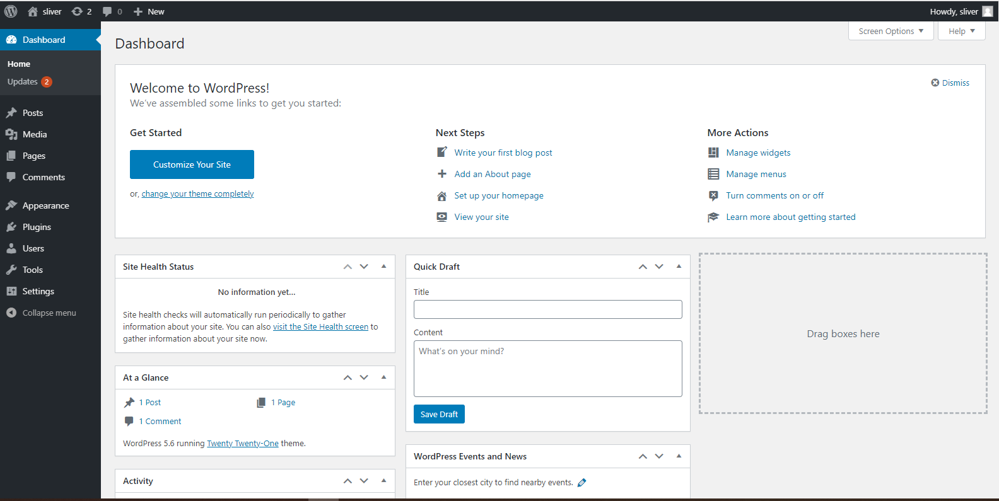 sliver 2 0 New Howdy, sliver
Dashboard
Home
Updates 2
Posts
Media
Pages
Comments
Appearance
Plugins
Users
Tools
Settings
Collapse menu
Screen Options Help
Dashboard
Welcome to WordPress!
We've assembled some links to get you started:
Dismiss
Get Started
Customize Your Site
or, change your theme completely
Next Steps
Write your first blog post
Add an About page
Set up your homepage
View your site
More Actions
Manage widgets
Manage menus
Turn comments on or off
Learn more about getting started
Site Health Status
No information yet...
Site health checks will automatically run periodically to gather
information about your site. You can also visit the Site Health screen to
gather information about your site now.
At a Glance
1 Post 1 Page
1 Comment
WordPress 5.6 running Twenty Twenty-One theme.
Activity
Quick Draft
Title
Content
What's on your mind?
Save Draft
WordPress Events and News
Enter your closest city to find nearby events.
Drag boxes here